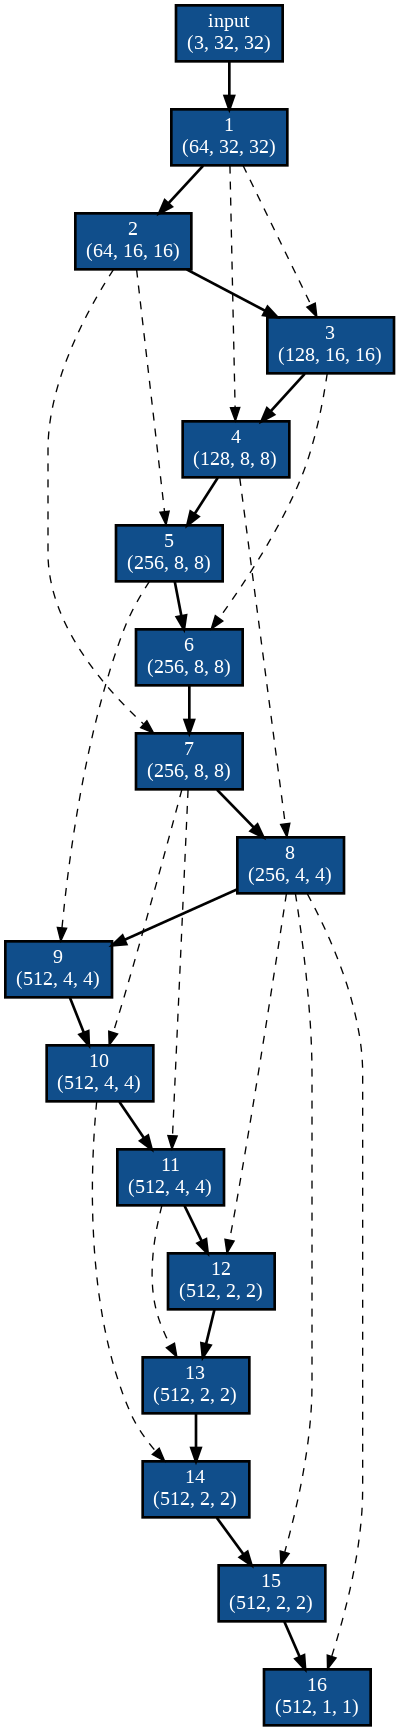 input
(3, 32, 32)
1
(64, 32, 32)
2
(64, 16, 16)
3
(128, 16, 16)
4
(128, 8, 8)
5
(256, 8, 8)
6
(256, 8, 8)
7
(256, 8, 8)
8
(256, 4, 4)
9
(512, 4, 4)
10
(512, 4, 4)
11
(512, 4, 4)
12
(512, 2, 2)
13
(512, 2, 2)
14
(512, 2, 2)
15
(512, 2, 2)
16
(512, 1, 1)